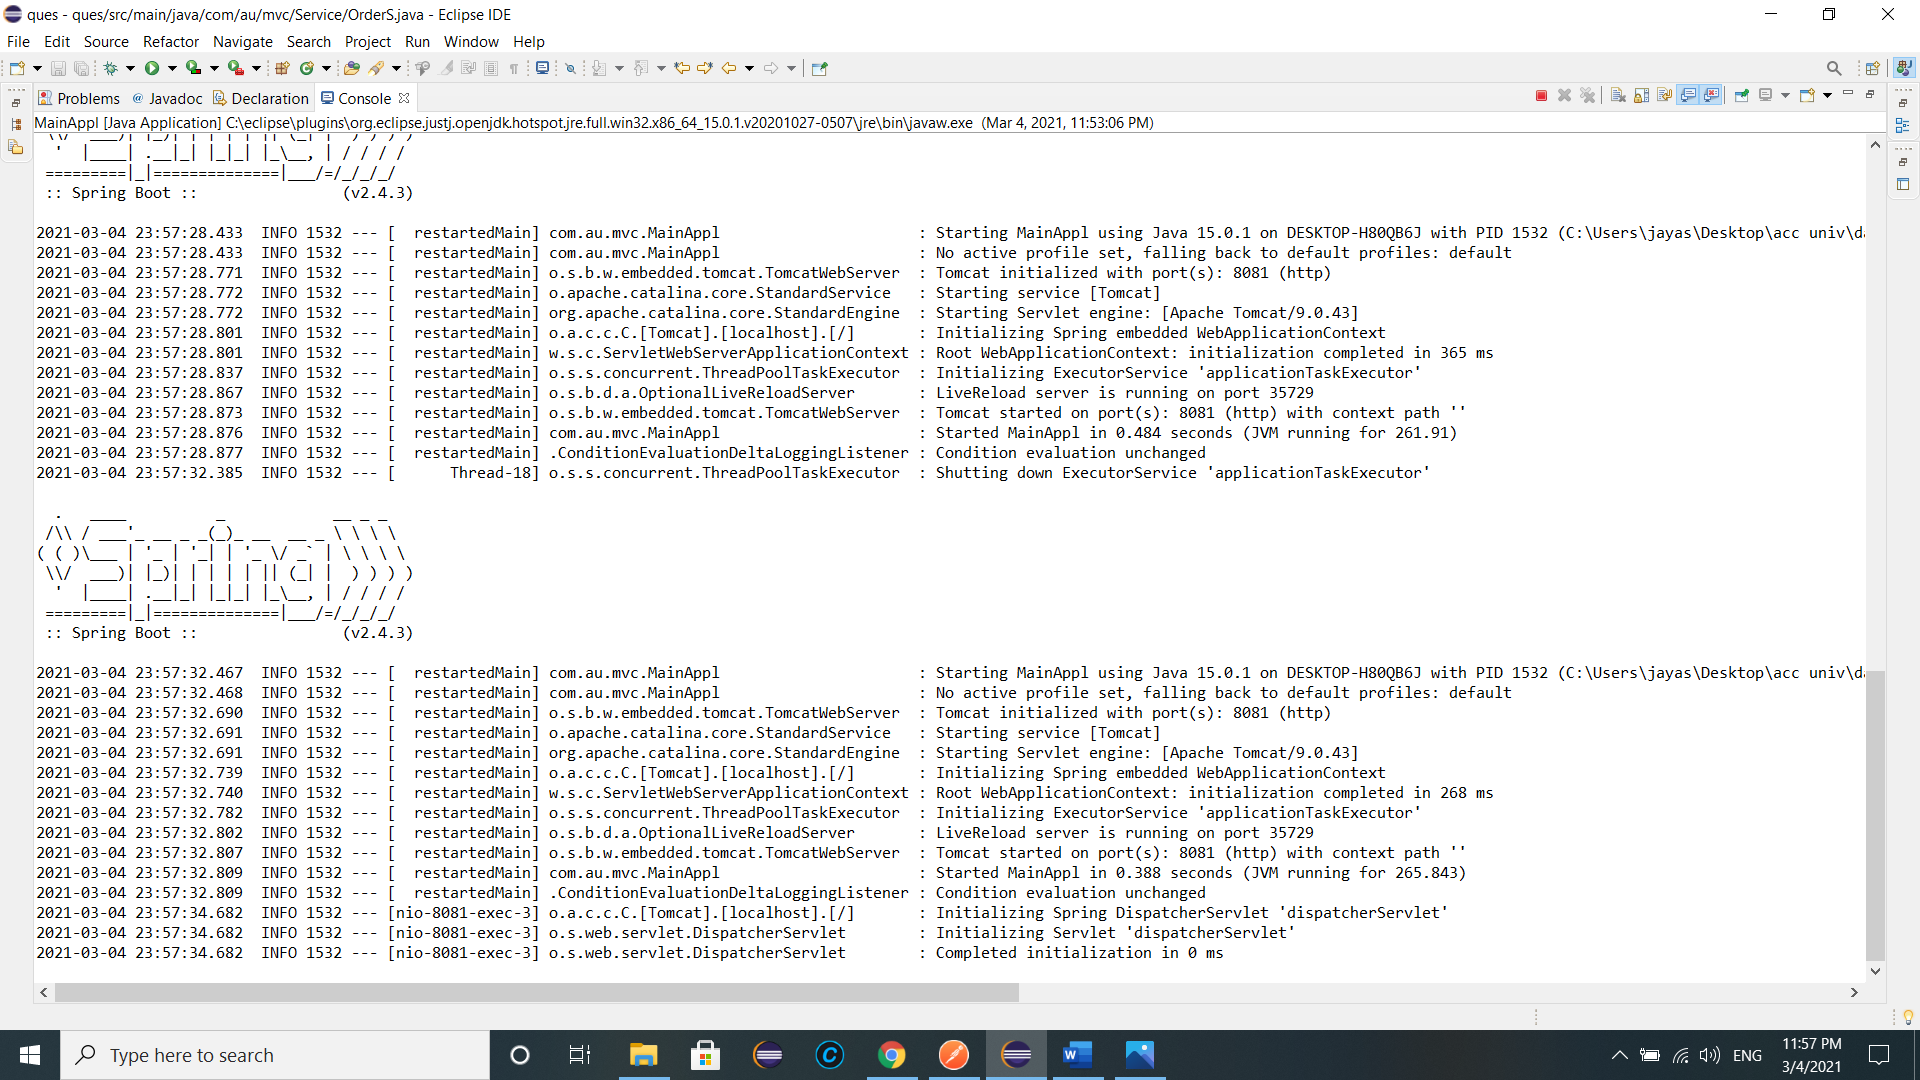 ques - ques/src/main/java/com/au/mvc/Service/OrderS.java - Eclipse IDE
File Edit Source Refactor Navigate Search Project Run Window Help
Problems Javadoc Declaration Console
MainAppl [Java Application] C:\eclipse\plugins\org.eclipse.justj.openjdk.hotspot.jre.full.win32.x86_64_15.0.1.v20201027-0507\jre\bin\javaw.exe (Mar 4, 2021, 11:53:06 PM)
  '  |____| .__|_| |_|_| |_\__, | / / / /
 =========|_|==============|___/=/_/_/_/
 :: Spring Boot ::                (v2.4.3)
2021-03-04 23:57:28.433  INFO 1532 --- [  restartedMain] com.au.mvc.MainAppl                      : Starting MainAppl using Java 15.0.1 on DESKTOP-H80QB6J with PID 1532 (C:\Users\jayas\Desktop\acc univ\da
2021-03-04 23:57:28.433  INFO 1532 --- [  restartedMain] com.au.mvc.MainAppl                      : No active profile set, falling back to default profiles: default
2021-03-04 23:57:28.771  INFO 1532 --- [  restartedMain] o.s.b.w.embedded.tomcat.TomcatWebServer  : Tomcat initialized with port(s): 8081 (http)
2021-03-04 23:57:28.772  INFO 1532 --- [  restartedMain] o.apache.catalina.core.StandardService   : Starting service [Tomcat]
2021-03-04 23:57:28.772  INFO 1532 --- [  restartedMain] org.apache.catalina.core.StandardEngine  : Starting Servlet engine: [Apache Tomcat/9.0.43]
2021-03-04 23:57:28.801  INFO 1532 --- [  restartedMain] o.a.c.c.C.[Tomcat].[localhost].[/]       : Initializing Spring embedded WebApplicationContext
2021-03-04 23:57:28.801  INFO 1532 --- [  restartedMain] w.s.c.ServletWebServerApplicationContext : Root WebApplicationContext: initialization completed in 365 ms
2021-03-04 23:57:28.837  INFO 1532 --- [  restartedMain] o.s.s.concurrent.ThreadPoolTaskExecutor  : Initializing ExecutorService 'applicationTaskExecutor'
2021-03-04 23:57:28.867  INFO 1532 --- [  restartedMain] o.s.b.d.a.OptionalLiveReloadServer       : LiveReload server is running on port 35729
2021-03-04 23:57:28.873  INFO 1532 --- [  restartedMain] o.s.b.w.embedded.tomcat.TomcatWebServer  : Tomcat started on port(s): 8081 (http) with context path ''
2021-03-04 23:57:28.876  INFO 1532 --- [  restartedMain] com.au.mvc.MainAppl                      : Started MainAppl in 0.484 seconds (JVM running for 261.91)
2021-03-04 23:57:28.877  INFO 1532 --- [  restartedMain] .ConditionEvaluationDeltaLoggingListener : Condition evaluation unchanged
2021-03-04 23:57:32.385  INFO 1532 --- [      Thread-18] o.s.s.concurrent.ThreadPoolTaskExecutor  : Shutting down ExecutorService 'applicationTaskExecutor'
  .   ____          _            __ _ _
 /\\ / ___'_ __ _ _(_)_ __  __ _ \ \ \ \
( ( )\___ | '_ | '_| | '_ \/ _` | \ \ \ \
 \\/  ___)| |_)| | | | | || (_| |  ) ) ) )
  '  |____| .__|_| |_|_| |_\__, | / / / /
 =========|_|==============|___/=/_/_/_/
 :: Spring Boot ::                (v2.4.3)
2021-03-04 23:57:32.467  INFO 1532 --- [  restartedMain] com.au.mvc.MainAppl                      : Starting MainAppl using Java 15.0.1 on DESKTOP-H80QB6J with PID 1532 (C:\Users\jayas\Desktop\acc univ\da
2021-03-04 23:57:32.468  INFO 1532 --- [  restartedMain] com.au.mvc.MainAppl                      : No active profile set, falling back to default profiles: default
2021-03-04 23:57:32.690  INFO 1532 --- [  restartedMain] o.s.b.w.embedded.tomcat.TomcatWebServer  : Tomcat initialized with port(s): 8081 (http)
2021-03-04 23:57:32.691  INFO 1532 --- [  restartedMain] o.apache.catalina.core.StandardService   : Starting service [Tomcat]
2021-03-04 23:57:32.691  INFO 1532 --- [  restartedMain] org.apache.catalina.core.StandardEngine  : Starting Servlet engine: [Apache Tomcat/9.0.43]
2021-03-04 23:57:32.739  INFO 1532 --- [  restartedMain] o.a.c.c.C.[Tomcat].[localhost].[/]       : Initializing Spring embedded WebApplicationContext
2021-03-04 23:57:32.740  INFO 1532 --- [  restartedMain] w.s.c.ServletWebServerApplicationContext : Root WebApplicationContext: initialization completed in 268 ms
2021-03-04 23:57:32.782  INFO 1532 --- [  restartedMain] o.s.s.concurrent.ThreadPoolTaskExecutor  : Initializing ExecutorService 'applicationTaskExecutor'
2021-03-04 23:57:32.802  INFO 1532 --- [  restartedMain] o.s.b.d.a.OptionalLiveReloadServer       : LiveReload server is running on port 35729
2021-03-04 23:57:32.807  INFO 1532 --- [  restartedMain] o.s.b.w.embedded.tomcat.TomcatWebServer  : Tomcat started on port(s): 8081 (http) with context path ''
2021-03-04 23:57:32.809  INFO 1532 --- [  restartedMain] com.au.mvc.MainAppl                      : Started MainAppl in 0.388 seconds (JVM running for 265.843)
2021-03-04 23:57:32.809  INFO 1532 --- [  restartedMain] .ConditionEvaluationDeltaLoggingListener : Condition evaluation unchanged
2021-03-04 23:57:34.682  INFO 1532 --- [nio-8081-exec-3] o.a.c.c.C.[Tomcat].[localhost].[/]       : Initializing Spring DispatcherServlet 'dispatcherServlet'
2021-03-04 23:57:34.682  INFO 1532 --- [nio-8081-exec-3] o.s.web.servlet.DispatcherServlet        : Initializing Servlet 'dispatcherServlet'
2021-03-04 23:57:34.682  INFO 1532 --- [nio-8081-exec-3] o.s.web.servlet.DispatcherServlet        : Completed initialization in 0 ms
Type here to search
ENG
11:57 PM
3/4/2021